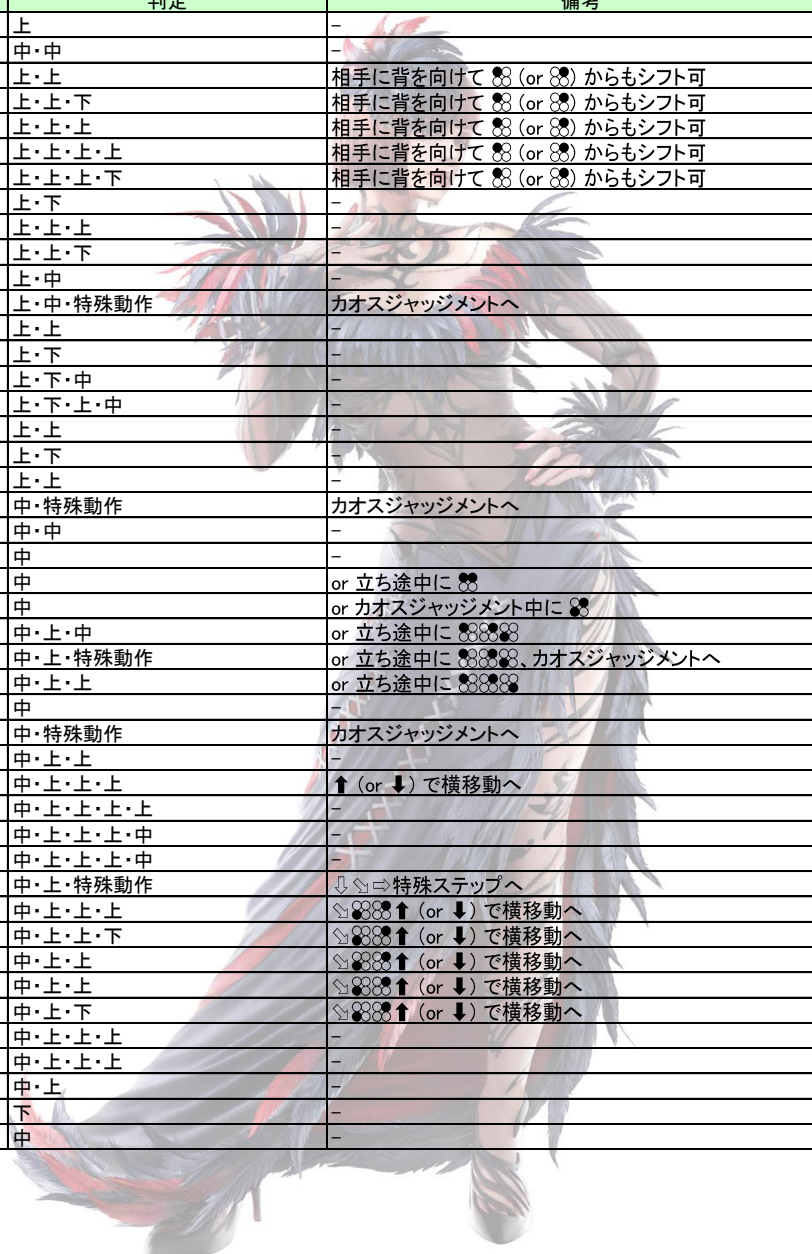 判定 備考
上 -
中・中 -
上・上 相手に背を向けて (or ) からもシフト可
上・上・下 相手に背を向けて (or ) からもシフト可
上・上・上 相手に背を向けて (or ) からもシフト可
上・上・上・上 相手に背を向けて (or ) からもシフト可
上・上・上・下 相手に背を向けて (or ) からもシフト可
上・下 -
上・上・上 -
上・上・下 -
上・中 -
上・中・特殊動作 カオスジャッジメントへ
上・上 -
上・下 -
上・下・中 -
上・下・上・中 -
上・上 -
上・下 -
上・上 -
中・特殊動作 カオスジャッジメントへ
中・中 -
中 -
中 or 立ち途中に
中 or カオスジャッジメント中に
中・上・中 or 立ち途中に
中・上・特殊動作 or 立ち途中に 、カオスジャッジメントへ
中・上・上 or 立ち途中に
中 -
中・特殊動作 カオスジャッジメントへ
中・上・上 -
中・上・上・上 ⬆ (or ⬇) で横移動へ
中・上・上・上・上 -
中・上・上・上・中 -
中・上・上・上・中 -
中・上・特殊動作 ⇩⇘⇨特殊ステップへ
中・上・上・上 ⇘⬆ (or ⬇) で横移動へ
中・上・上・下 ⇘⬆ (or ⬇) で横移動へ
中・上・上 ⇘⬆ (or ⬇) で横移動へ
中・上・上 ⇘⬆ (or ⬇) で横移動へ
中・上・下 ⇘⬆ (or ⬇) で横移動へ
中・上・上・上 -
中・上・上・上 -
中・上 -
下 -
中 -